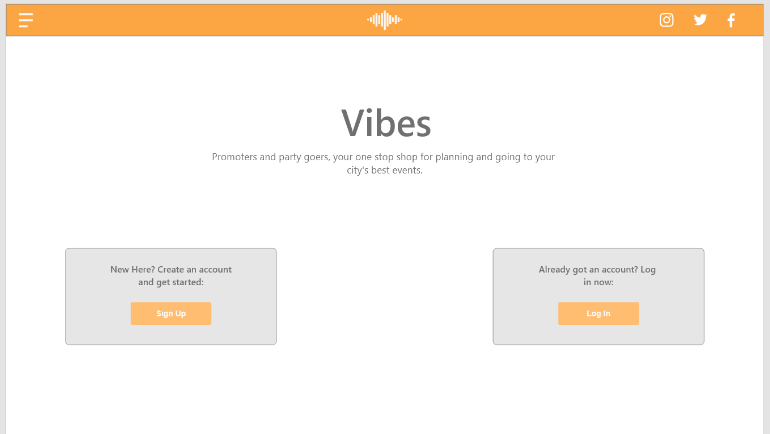 Vibes
Promoters and party goers, your one stop shop for planning and going to your
city's best events.
New Here? Create an account
and get started:
Sign Up
Already got an account? Log
in now:
Log In